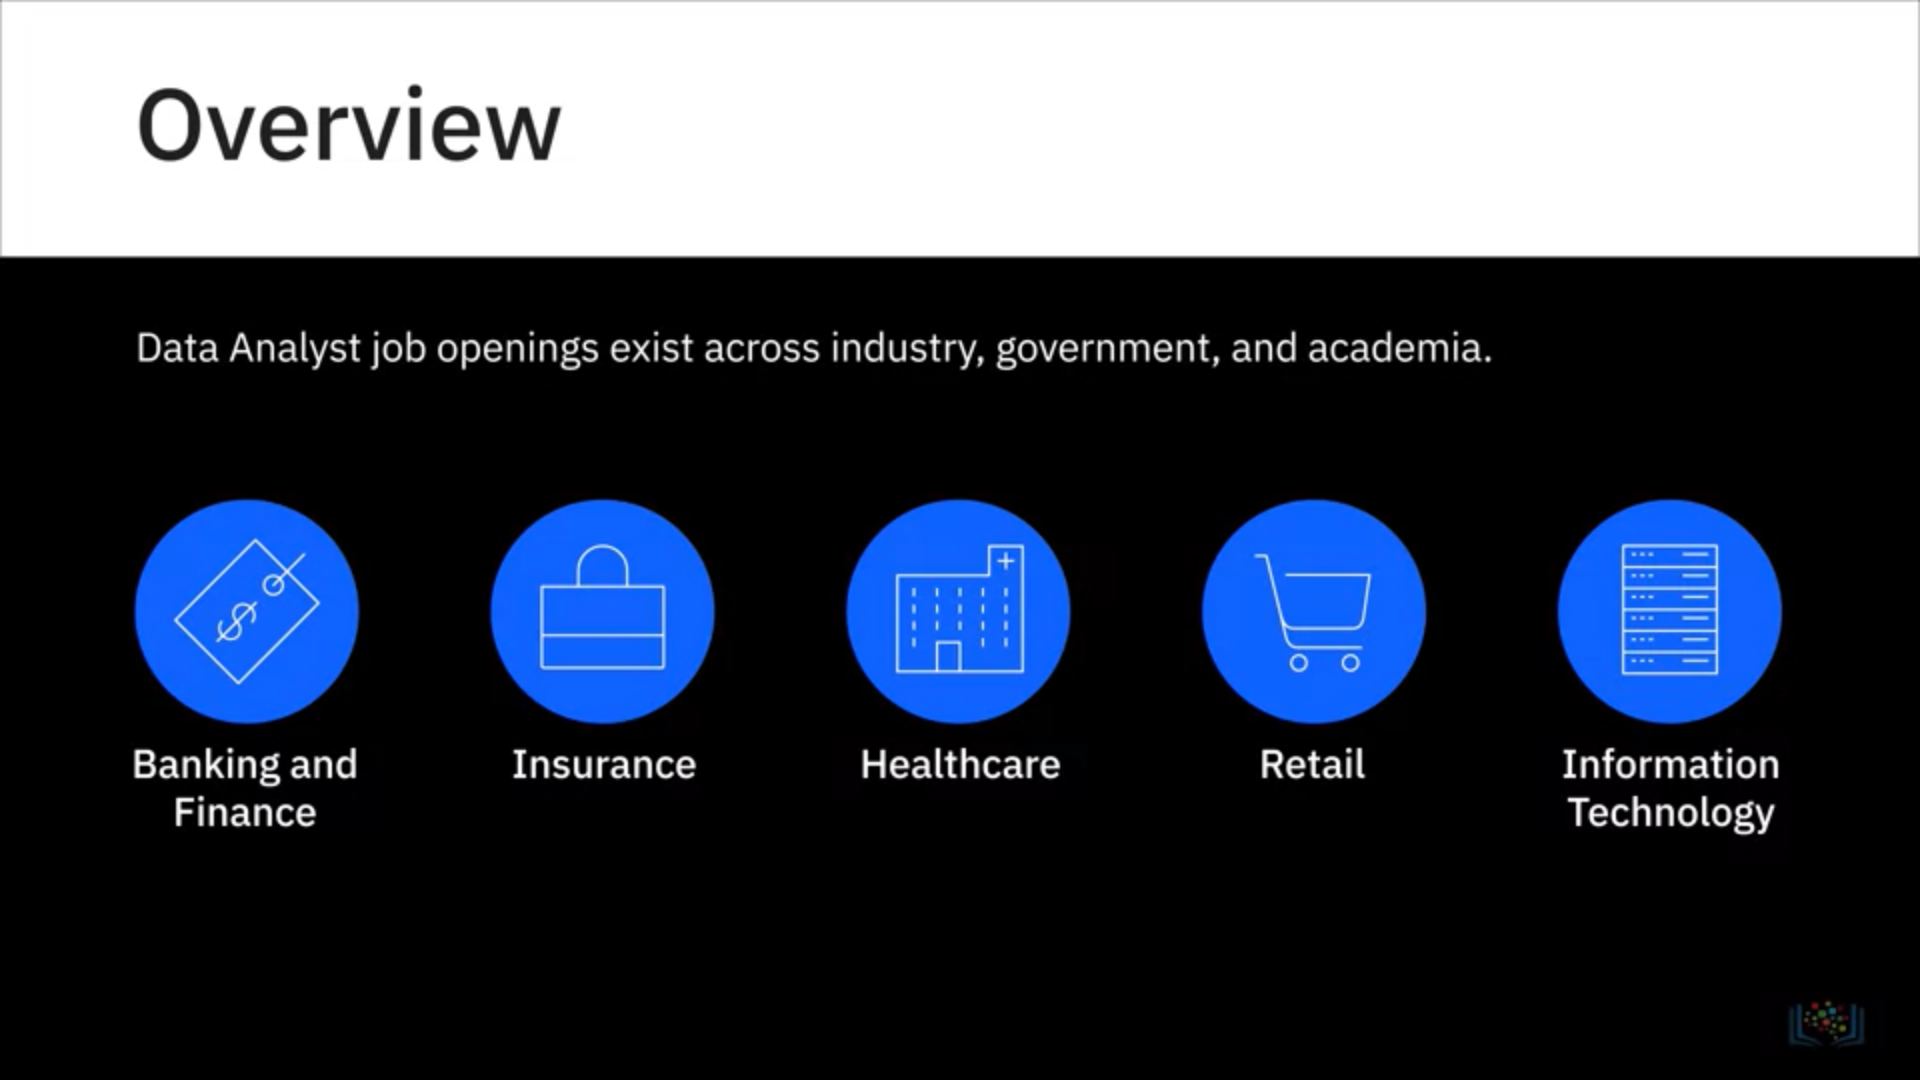 Overview
Data Analyst job openings exist across industry, government, and academia.
Banking and
Finance
Insurance
Healthcare
Retail
Information
Technology